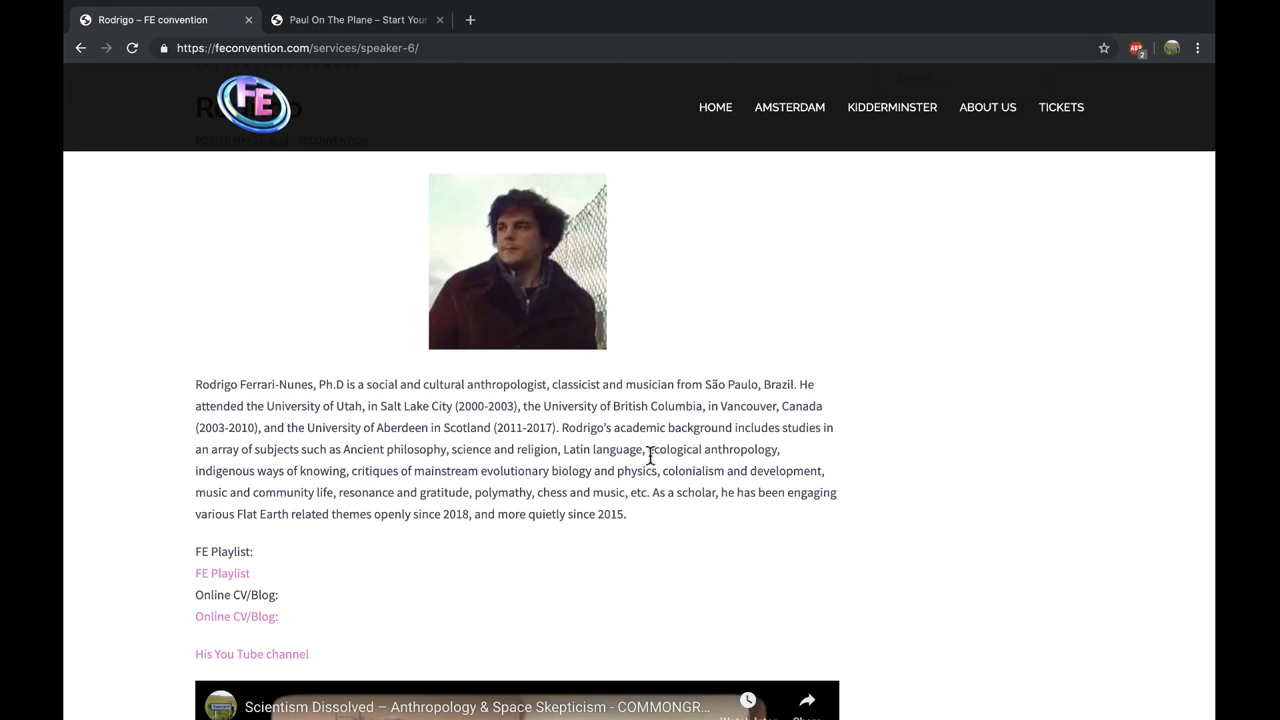 Rodrigo – FE convention
Paul On The Plane – Start Your
https://feconvention.com/services/speaker-6/
2
FE
HOME AMSTERDAM KIDDERMINSTER ABOUT US TICKETS
Rodrigo Ferrari-Nunes, Ph.D is a social and cultural anthropologist, classicist and musician from São Paulo, Brazil. He
attended the University of Utah, in Salt Lake City (2000-2003), the University of British Columbia, in Vancouver, Canada
(2003-2010), and the University of Aberdeen in Scotland (2011-2017). Rodrigo’s academic background includes studies in
an array of subjects such as Ancient philosophy, science and religion, Latin language, ecological anthropology,
indigenous ways of knowing, critiques of mainstream evolutionary biology and physics, colonialism and development,
music and community life, resonance and gratitude, polymathy, chess and music, etc. As a scholar, he has been engaging
various Flat Earth related themes openly since 2018, and more quietly since 2015.
FE Playlist:
FE Playlist
Online CV/Blog:
Online CV/Blog:
His You Tube channel
Scientism Dissolved – Anthropology & Space Skepticism - COMMONGR...